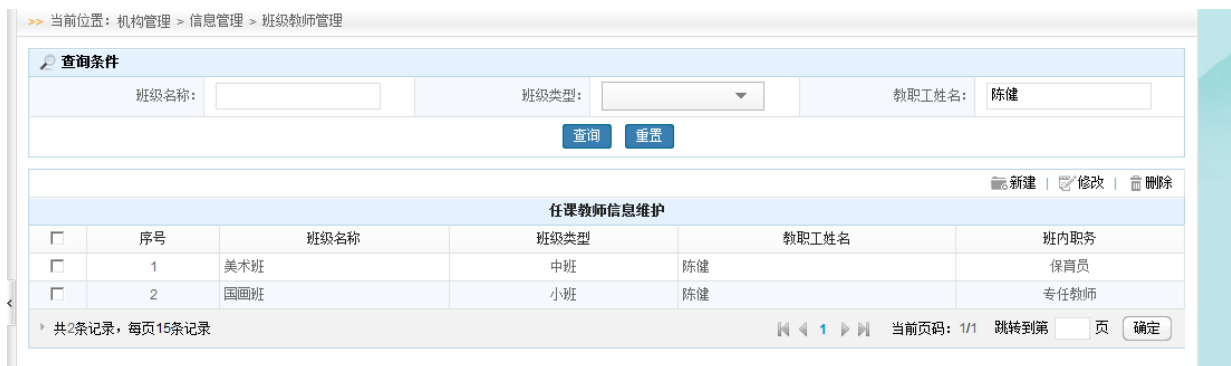 >> 当前位置：机构管理 > 信息管理 > 班级教师管理
查询条件
班级名称： 班级类型： 教职工姓名： 陈健
查询 重置
新建 | 修改 | 删除
任课教师信息维护
序号 班级名称 班级类型 教职工姓名 班内职务
1 美术班 中班 陈健 保育员
2 国画班 小班 陈健 专任教师
共2条记录，每页15条记录 1 当前页码：1/1 跳转到第 页 确定